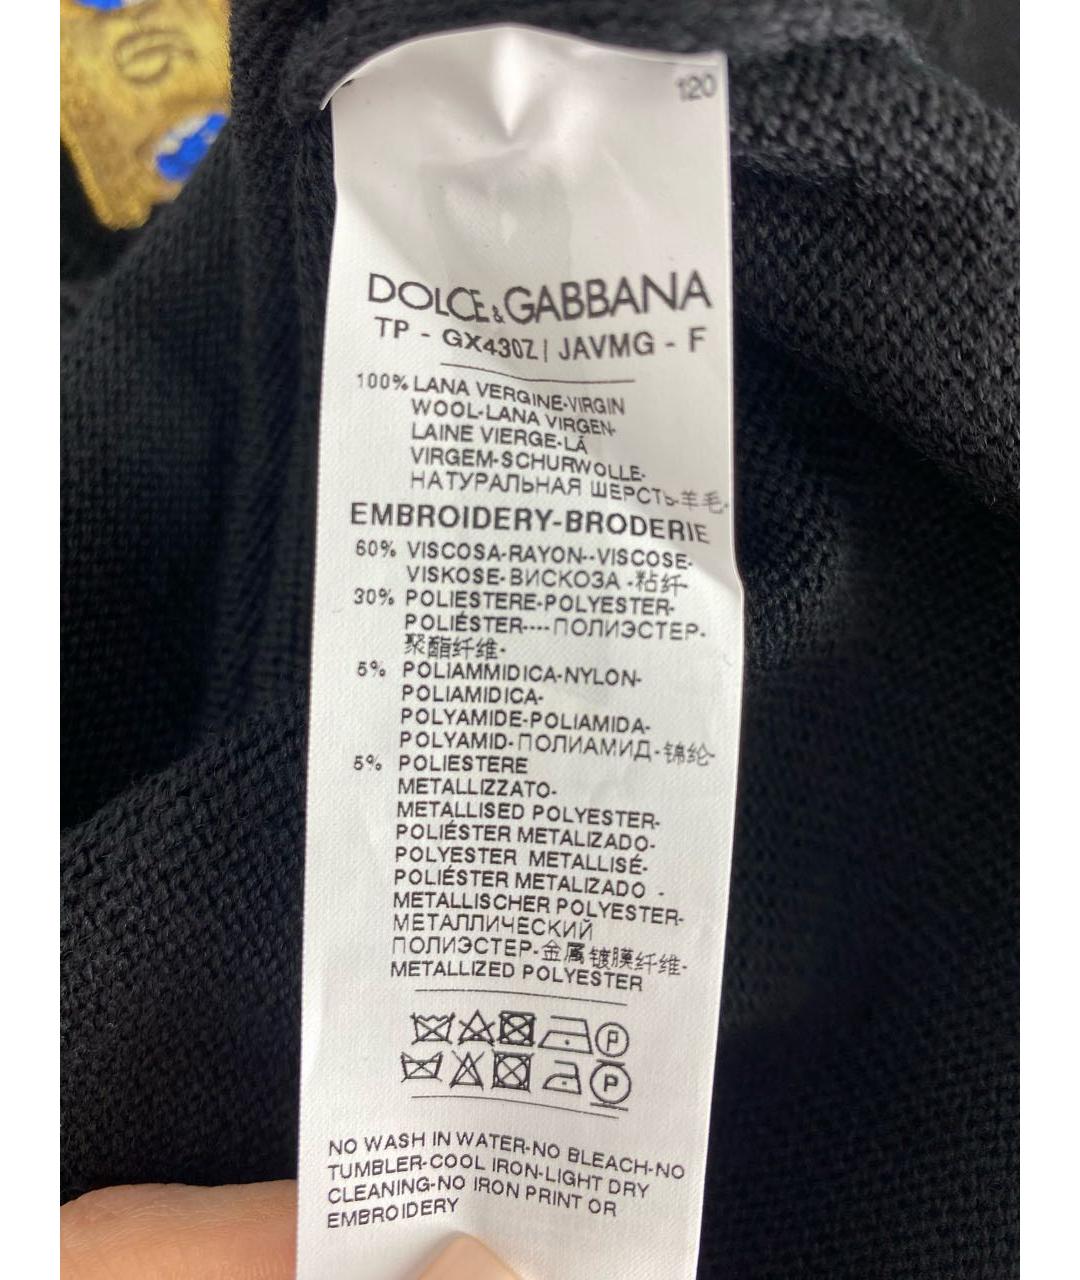 120
DOLCE & GABBANA
TP - GX430Z| JAVMG - F
100% LANA VERGINE-VIRGIN
WOOL-LANA VIRGEN-
LAINE VIERGE-LÃ
VIRGEM-SCHURWOLLE-
НАТУРАЛЬНАЯ ШЕРСТЬ-羊毛-
EMBROIDERY-BRODERIE
60% VISCOSA-RAYON--VISCOSE-
VISKOSE-ВИСКОЗА -粘纤-
30% POLIESTERE-POLYESTER-
POLIÉSTER----ПОЛИЭСТЕР-
聚酯纤维-
5% POLIAMMIDICA-NYLON-
POLIAMIDICA-
POLYAMIDE-POLIAMIDA-
POLYAMID-ПОЛИАМИД-锦纶-
5% POLIESTERE
METALLIZZATO-
METALLISED POLYESTER-
POLIÉSTER METALIZADO-
POLYESTER METALLISÉ-
POLIÉSTER METALIZADO -
METALLISCHER POLYESTER-
МЕТАЛЛИЧЕСКИЙ
ПОЛИЭСТЕР-金属镀膜纤维-
METALLIZED POLYESTER
P
P
NO WASH IN WATER-NO BLEACH-NO
TUMBLER-COOL IRON-LIGHT DRY
CLEANING-NO IRON PRINT OR
EMBROIDERY